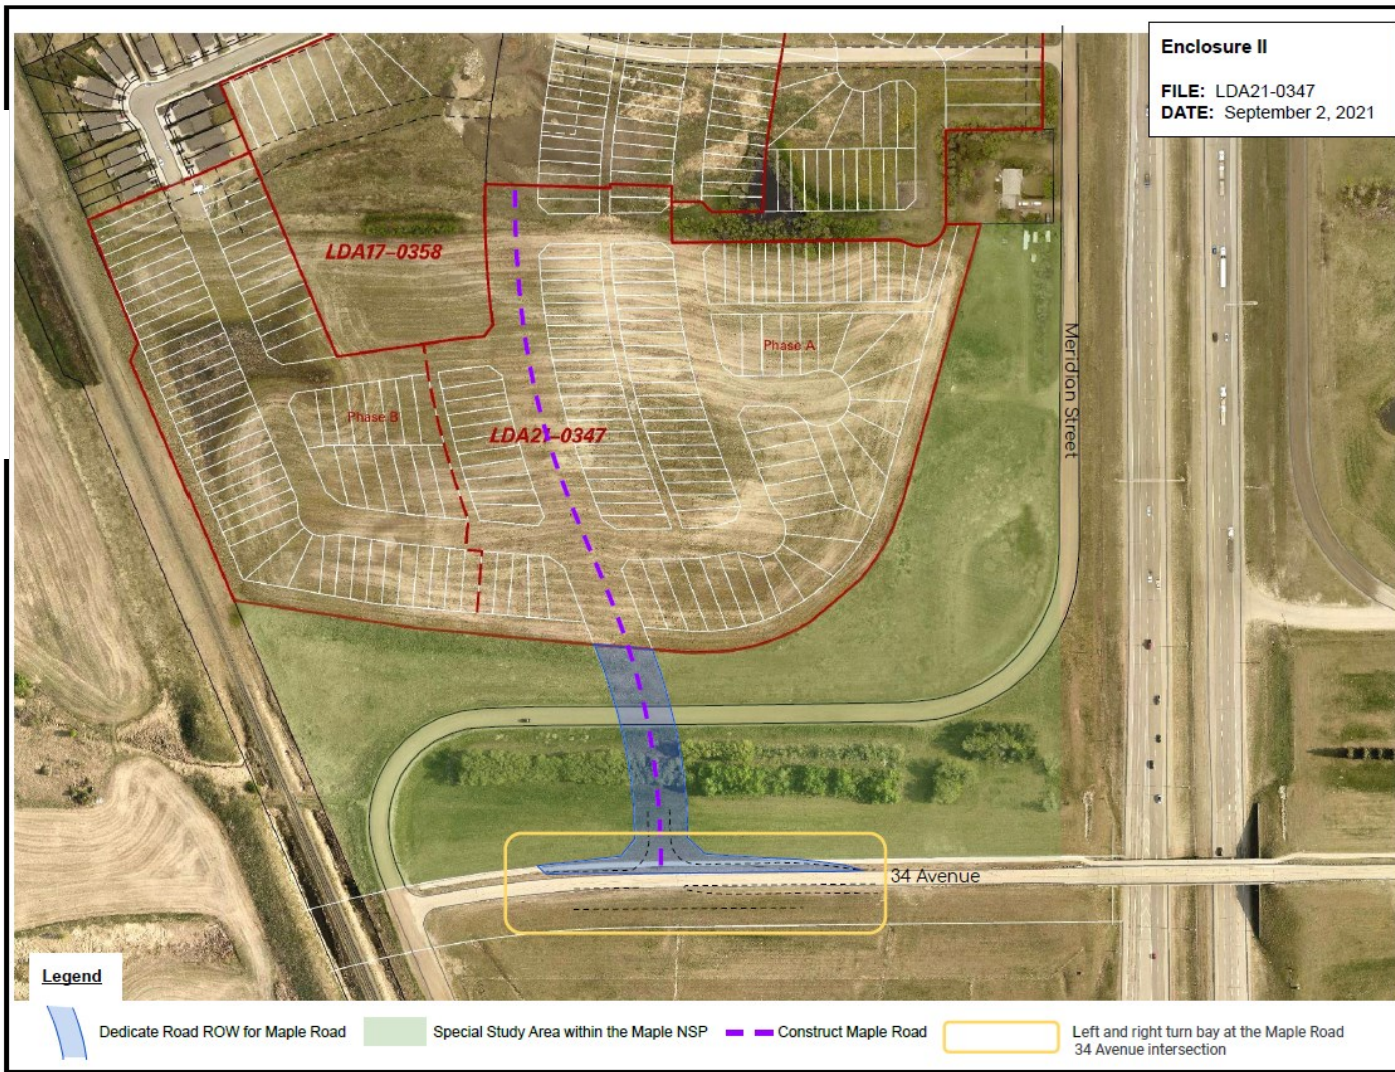 Enclosure II
FILE: LDA21-0347
DATE: September 2, 2021
LDA17-0358
Meridian Street
Phase A
Phase B
LDA21-0347
34 Avenue
Legend
Dedicate Road ROW for Maple Road
Special Study Area within the Maple NSP
Construct Maple Road
Left and right turn bay at the Maple Road
34 Avenue intersection